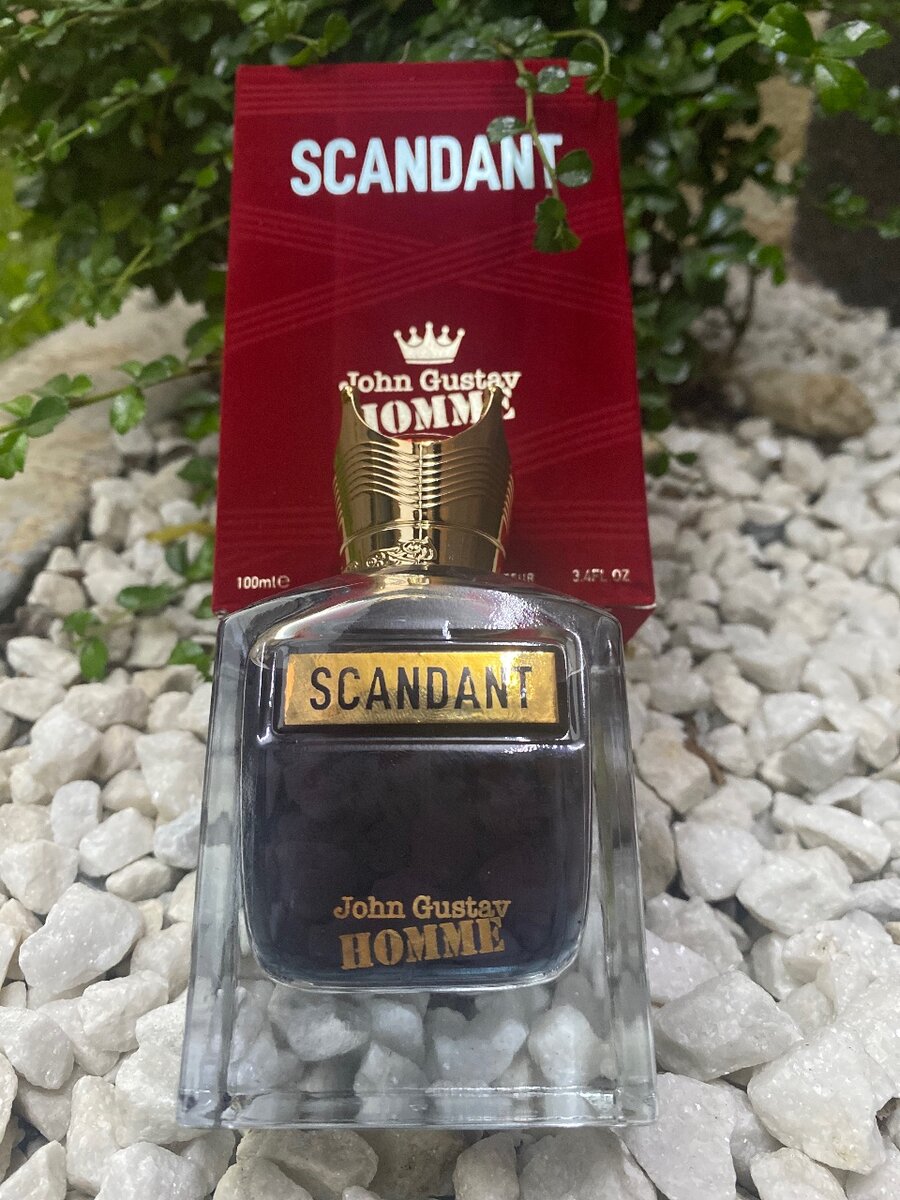 SCANDANT
John Gustav
HOMME
100ml e
3.4FL OZ
SCANDANT
John Gustav
HOMME